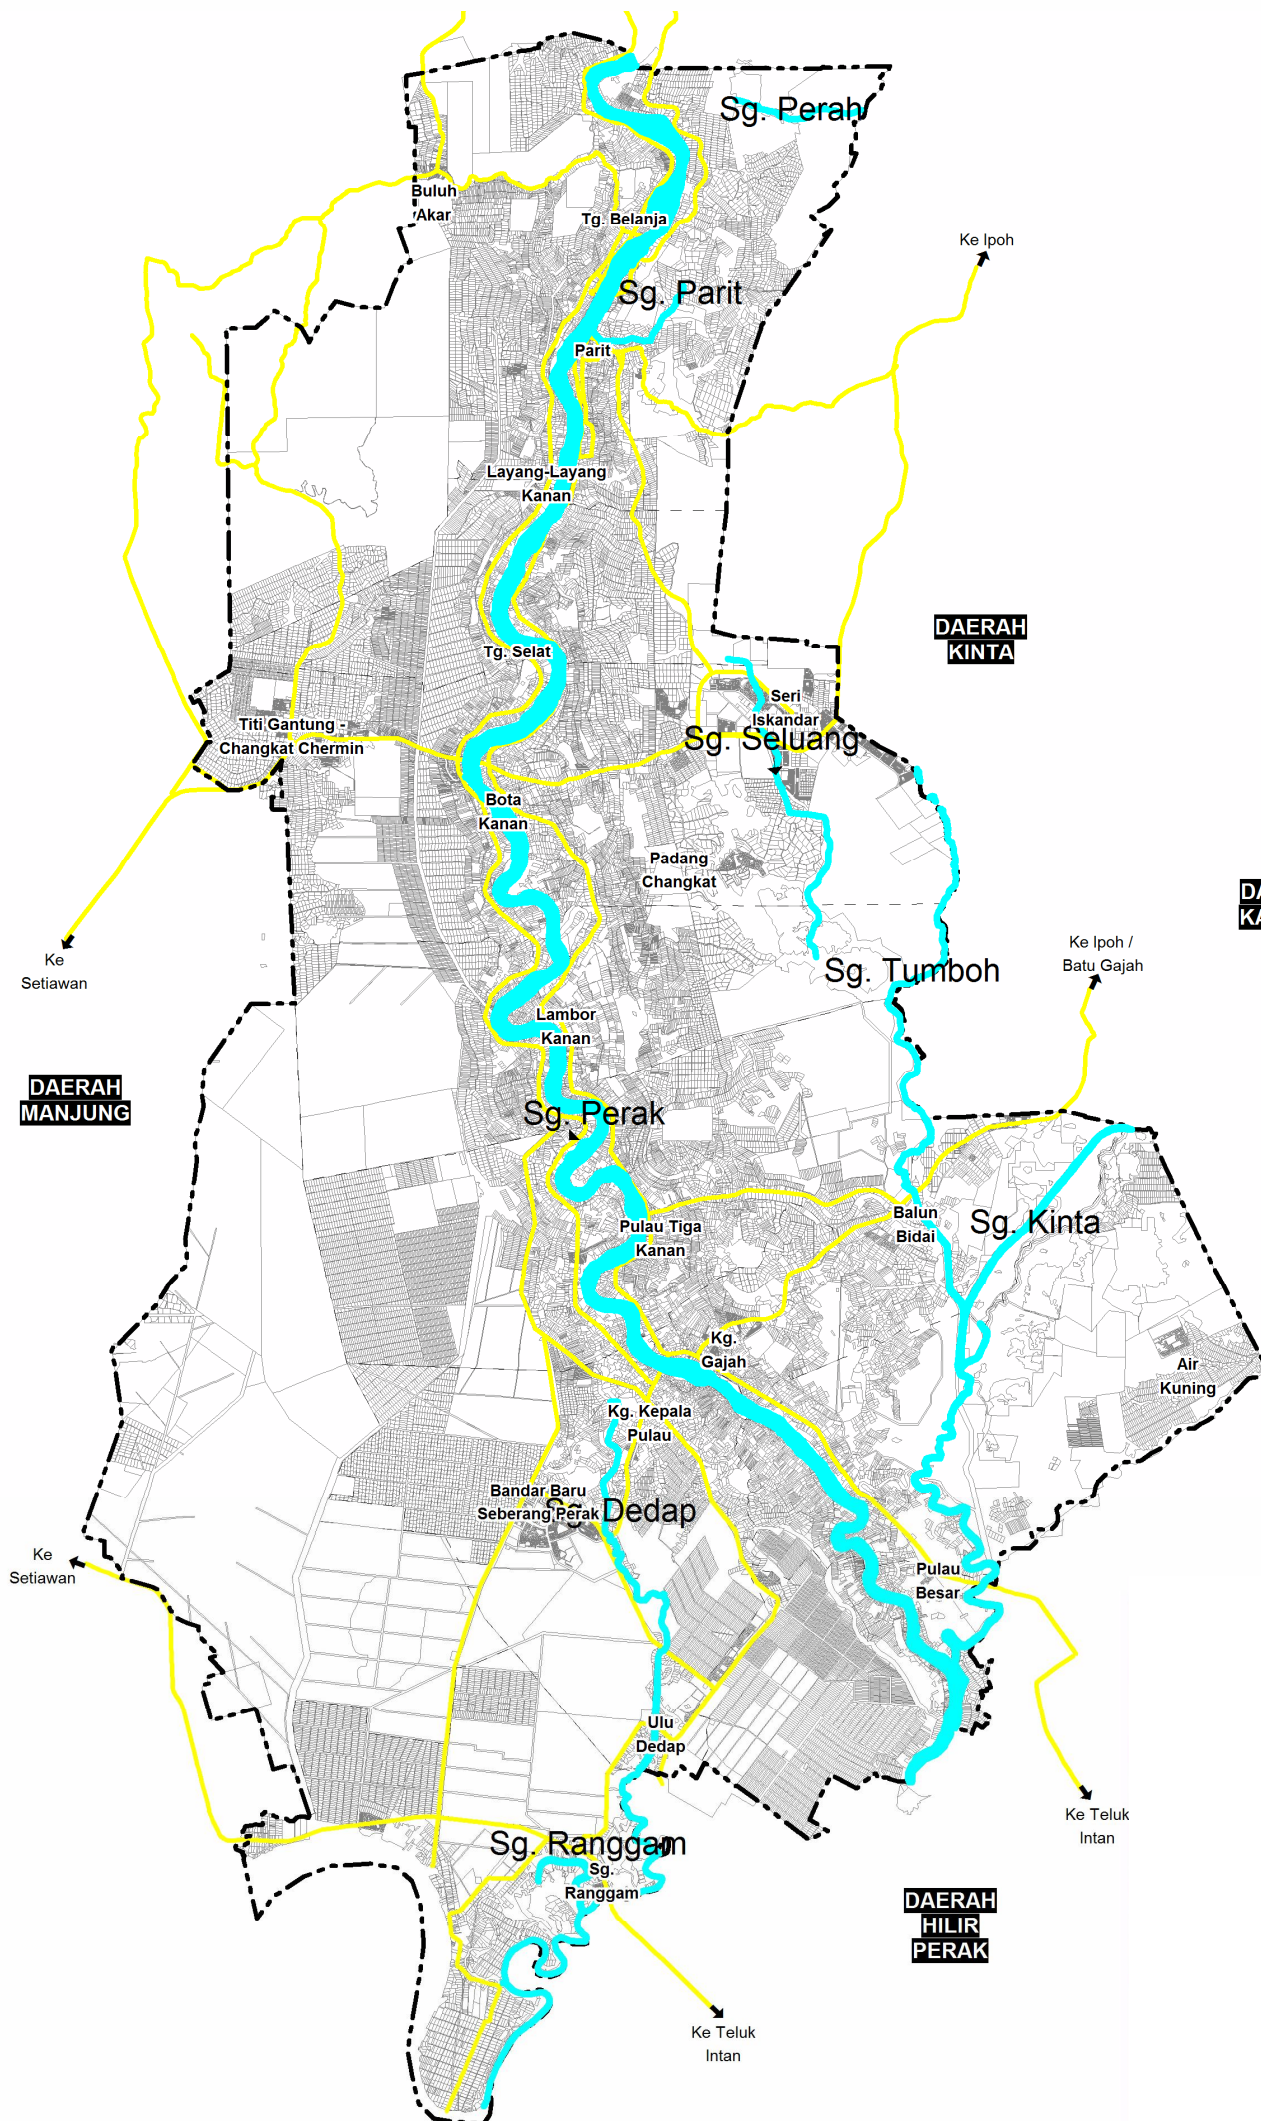 Sg. Perah
Buluh
Akar
Tg. Belanja
Ke Ipoh
Sg. Parit
Parit
Layang-Layang
Kanan
DAERAH
KINTA
Tg. Selat
Seri
Iskandar
Titi Gantung -
Changkat Chermin
Sg. Seluang
Bota
Kanan
Padang
Changkat
DA
KA
Ke
Setiawan
Ke Ipoh /
Batu Gajah
Sg. Tumboh
Lambor
Kanan
DAERAH
MANJUNG
Sg. Perak
Balun
Bidai
Sg. Kinta
Pulau Tiga
Kanan
Kg.
Gajah
Air
Kuning
Kg. Kepala
Pulau
Bandar Baru
Seberang Perak
Sg. Dedap
Ke
Setiawan
Pulau
Besar
Ulu
Dedap
Ke Teluk
Intan
Sg. Ranggam
Sg.
Ranggam
DAERAH
HILIR
PERAK
Ke Teluk
Intan